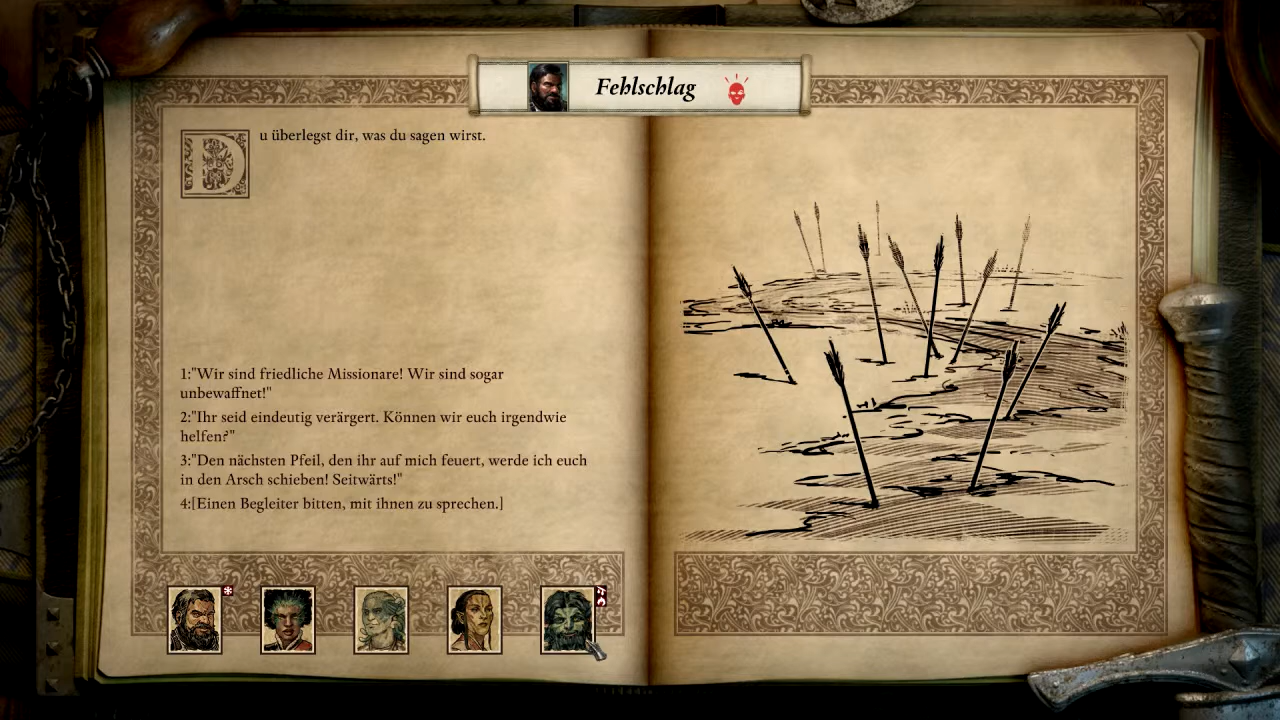 Fehlschlag
Du überlegst dir, was du sagen wirst.
1:"Wir sind friedliche Missionare! Wir sind sogar
unbewaffnet!"
2:"Ihr seid eindeutig verärgert. Können wir euch irgendwie
helfen?"
3:"Den nächsten Pfeil, den ihr auf mich feuert, werde ich euch
in den Arsch schieben! Seitwärts!"
4:[Einen Begleiter bitten, mit ihnen zu sprechen.]